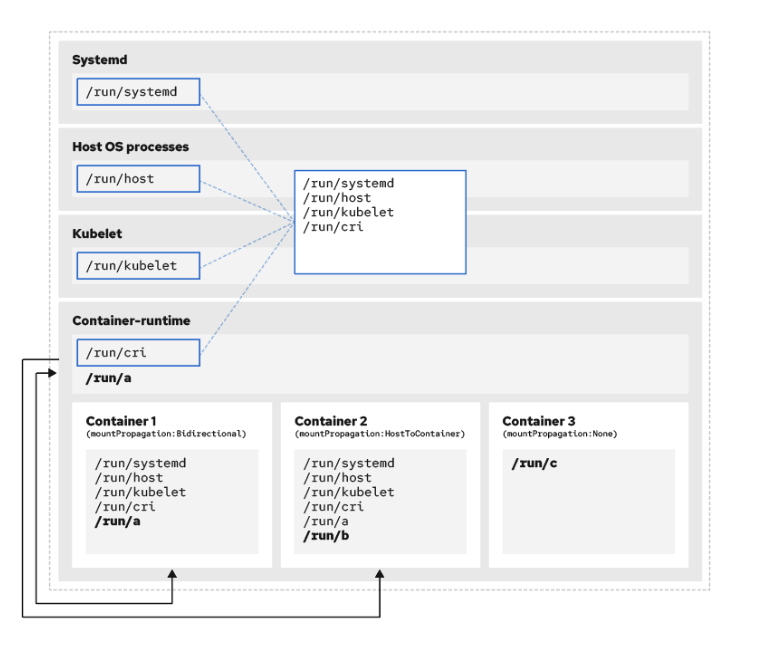 Systemd
/run/systemd
Host OS processes
/run/host
/run/systemd
/run/host
/run/kubelet
/run/cri
Kubelet
/run/kubelet
Container-runtime
/run/cri
/run/a
Container 1
(mountPropagation:Bidirectional)
/run/systemd
/run/host
/run/kubelet
/run/cri
/run/a
Container 2
(mountPropagation:HostToContainer)
/run/systemd
/run/host
/run/kubelet
/run/cri
/run/a
/run/b
Container 3
(mountPropagation:None)
/run/c